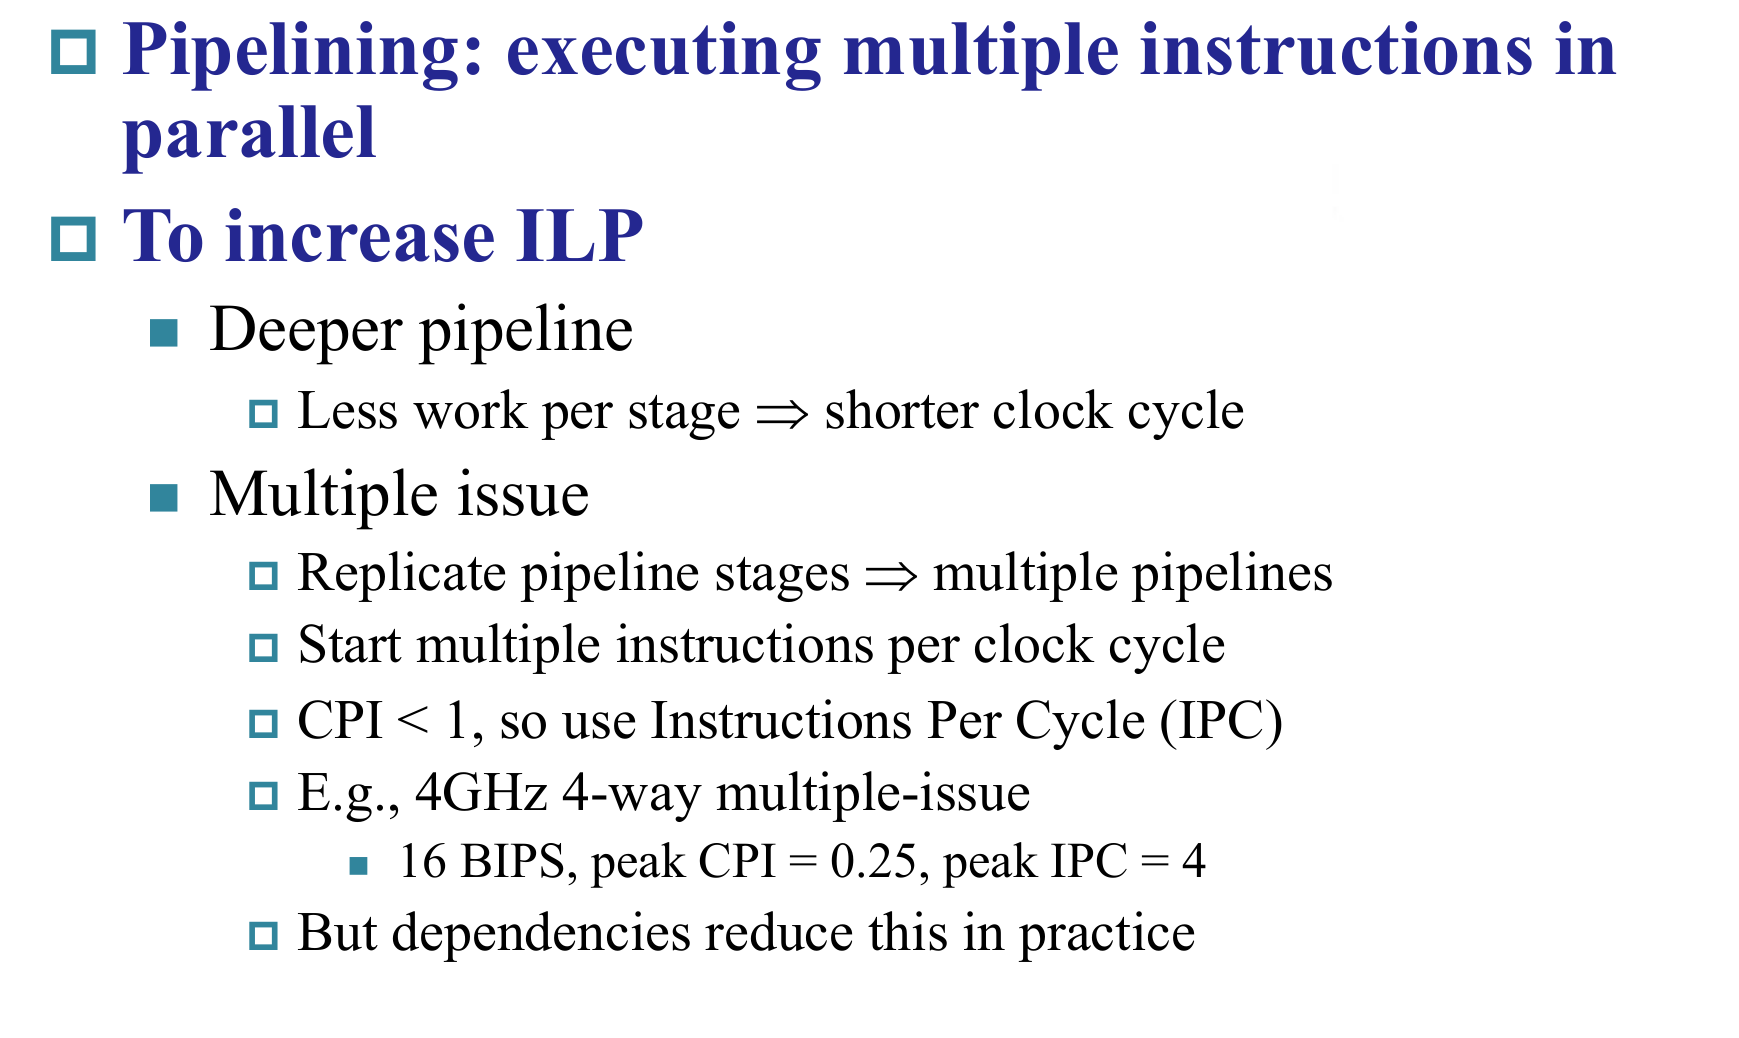 Pipelining: executing multiple instructions in
parallel
To increase ILP
Deeper pipeline
Less work per stage ⇒ shorter clock cycle
Multiple issue
Replicate pipeline stages ⇒ multiple pipelines
Start multiple instructions per clock cycle
CPI < 1, so use Instructions Per Cycle (IPC)
E.g., 4GHz 4-way multiple-issue
16 BIPS, peak CPI = 0.25, peak IPC = 4
But dependencies reduce this in practice